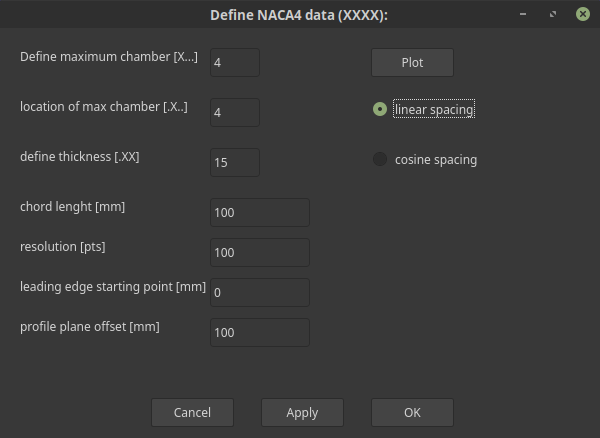 Define NACA4 data (XXXX):
Define maximum chamber [X...] 4 Plot
location of max chamber [.X..] 4 linear spacing
define thickness [.XX] 15 cosine spacing
chord lenght [mm] 100
resolution [pts] 100
leading edge starting point [mm] 0
profile plane offset [mm] 100
Cancel Apply OK